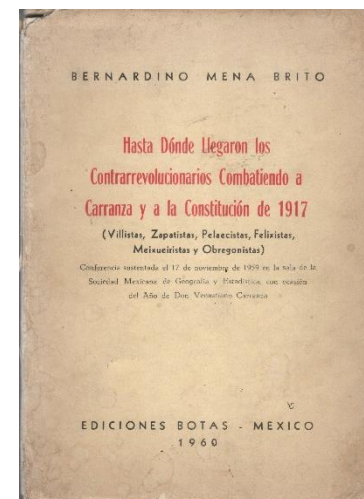 BERNARDINO MENA BRITO
Hasta Dónde Llegaron los
Contrarrevolucionarios Combatiendo a
Carranza y a la Constitución de 1917
(Villistas, Zapatistas, Pelaecistas, Felixistas,
Meixueiristas y Obregonistas)
Conferencia sustentada el 17 de noviembre de 1959 en la sala de la
Sociedad Mexicana de Geografía y Estadística, con ocasión
del Año de Don Venustiano Carranza
EDICIONES BOTAS - MEXICO
1960